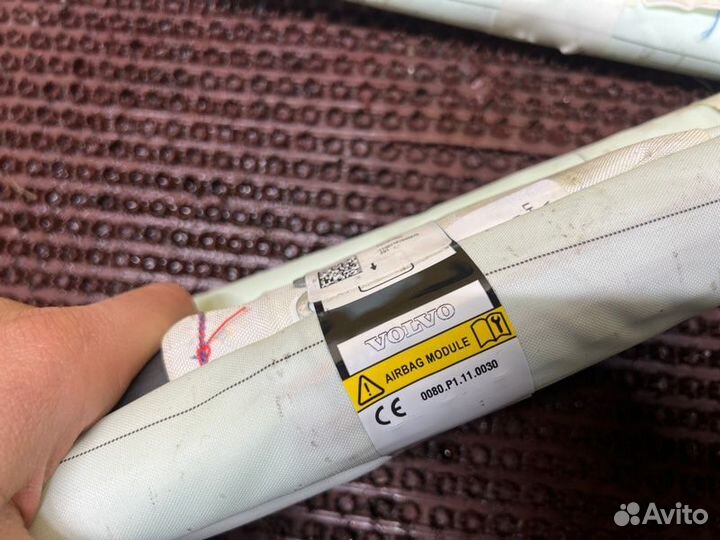 VOLVO
AIRBAG MODULE
CE 0080.P1.11.0030
Avito